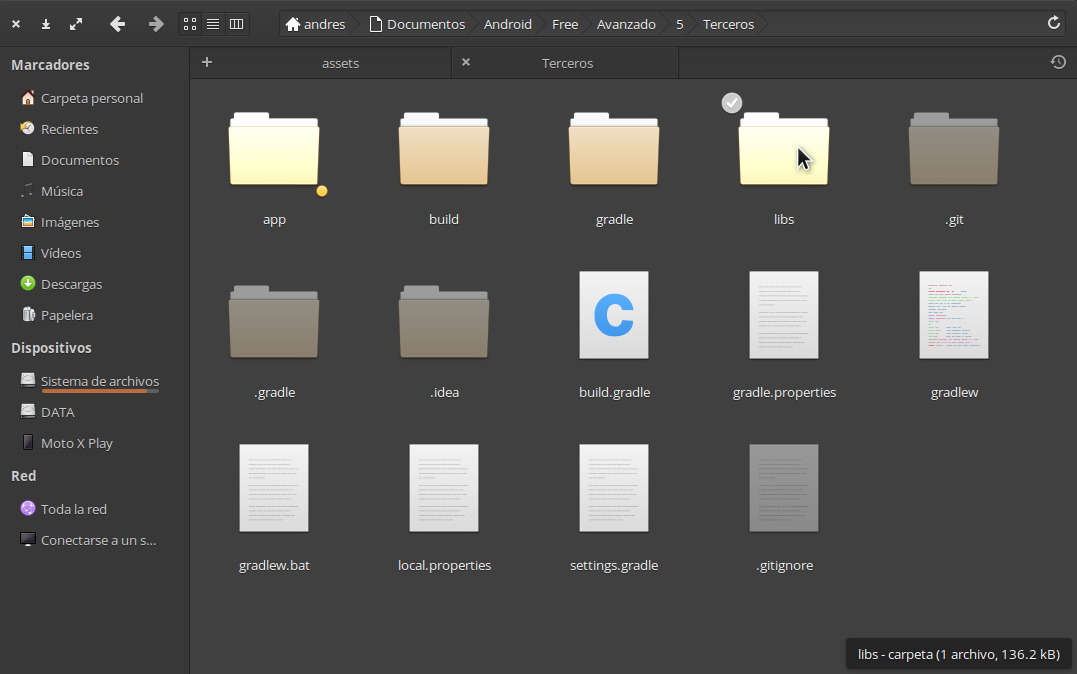 andres Documentos Android Free Avanzado 5 Terceros
Marcadores
Carpeta personal
Recientes
Documentos
Música
Imágenes
Vídeos
Descargas
Papelera
Dispositivos
Sistema de archivos
DATA
Moto X Play
Red
Toda la red
Conectarse a un s...
+ assets × Terceros
app build gradle libs .git
.gradle .idea build.gradle gradle.properties gradlew
C
gradlew.bat local.properties settings.gradle .gitignore
libs - carpeta (1 archivo, 136.2 kB)